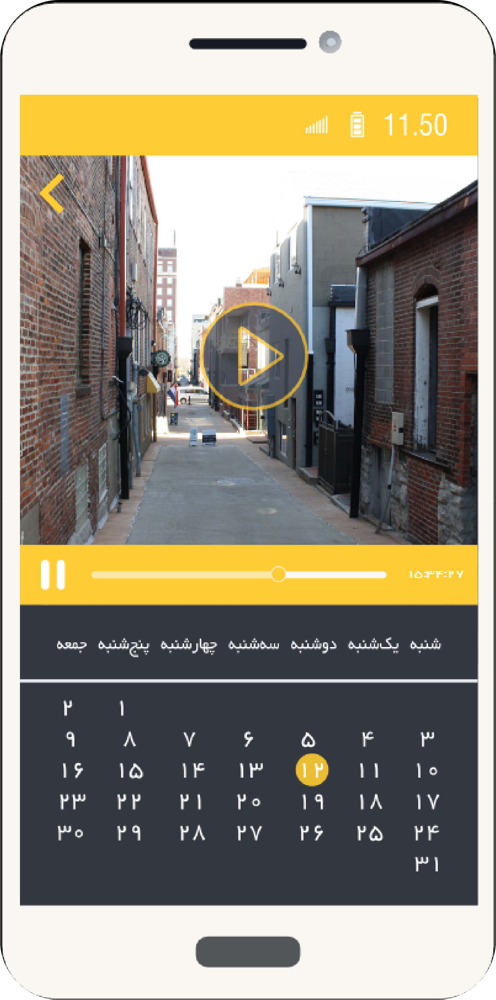 11.50
۱۵:۳۴:۲۷
شنبه یک‌شنبه دوشنبه سه‌شنبه چهارشنبه پنج‌شنبه جمعه
۱ ۲
۳ ۴ ۵ ۶ ۷ ۸ ۹
۱۰ ۱۱ ۱۲ ۱۳ ۱۴ ۱۵ ۱۶
۱۷ ۱۸ ۱۹ ۲۰ ۲۱ ۲۲ ۲۳
۲۴ ۲۵ ۲۶ ۲۷ ۲۸ ۲۹ ۳۰
۳۱